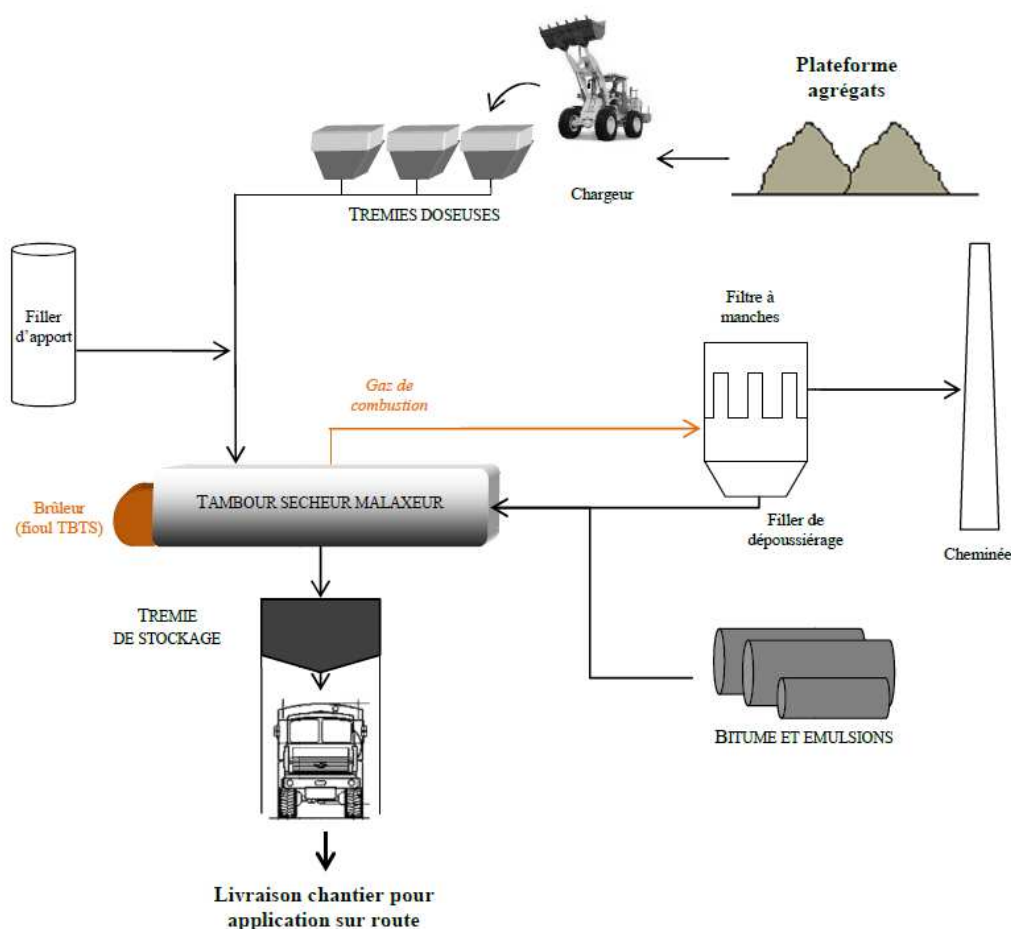 Plateforme
agrégats
Chargeur
TREMIES DOSEUSES
Filler
d'apport
Filtre à
manches
Gaz de
combustion
TAMBOUR SECHEUR MALAXEUR
Brûleur
(fioul TBTS)
Filler de
dépoussiérage
Cheminée
TREMIE
DE STOCKAGE
BITUME ET EMULSIONS
Livraison chantier pour
application sur route